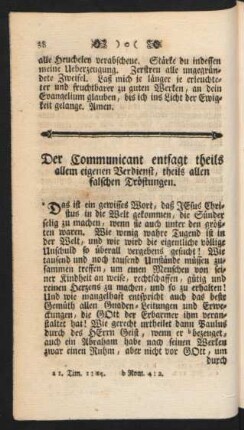 38 ) o (
alle Heucheley verabscheue. Stärke du indessen
meine Ueberzeugung. Zerstreu alle ungegrün-
dete Zweifel. Laß mich je länger je erleuchte-
ter und fruchtbarer zu guten Werken, an dein
Evangelium glauben, bis ich ins Licht der Ewig-
keit gelange. Amen.
Der Communicant entsagt theils
allem eigenen Verdienst, theils allen
falschen Tröstungen.
a Das ist ein gewisses Wort, daß JEsus Chri-
stus in die Welt gekommen, die Sünder
selig zu machen, wenn sie auch unter den größ-
ten waren. Wie wenig wahre Tugend ist in
der Welt, und wie wird die eigentliche völlige
Unschuld so überall vergebens gesucht! Wie
tausend und noch tausend Umstände müssen zu-
sammen treffen, um einen Menschen von sei-
ner Kindheit an weise, rechtschaffen, gütig und
reinen Herzens zu machen, und so zu erhalten!
Und wie mangelhaft entspricht auch das beste
Gemüth allen Gnaden-Leitungen und Erwe-
ckungen, die GOtt der Erbarmer ihm veran-
staltet hat! Wie gerecht urtheilet dann Paulus
durch des HErrn Geist, wenn er b bezeuget,
auch ein Abraham habe nach seinen Werken
zwar einen Ruhm, aber nicht vor GOtt, um
durch
a 1. Tim. 1: 15. b Rom. 4: 2.